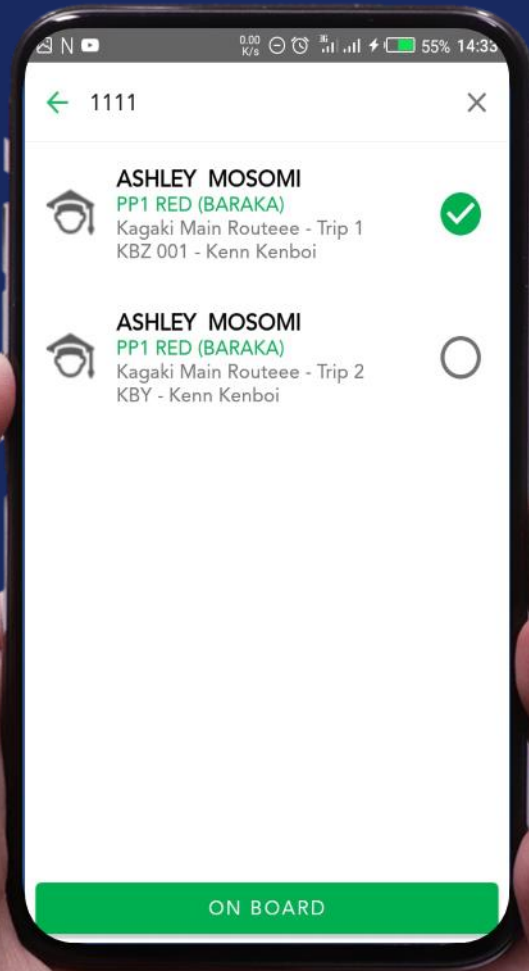 N
0.00
K/s
3G
55% 14:33
1111
ASHLEY MOSOMI
PP1 RED (BARAKA)
Kagaki Main Routeee - Trip 1
KBZ 001 - Kenn Kenboi
ASHLEY MOSOMI
PP1 RED (BARAKA)
Kagaki Main Routeee - Trip 2
KBY - Kenn Kenboi
ON BOARD